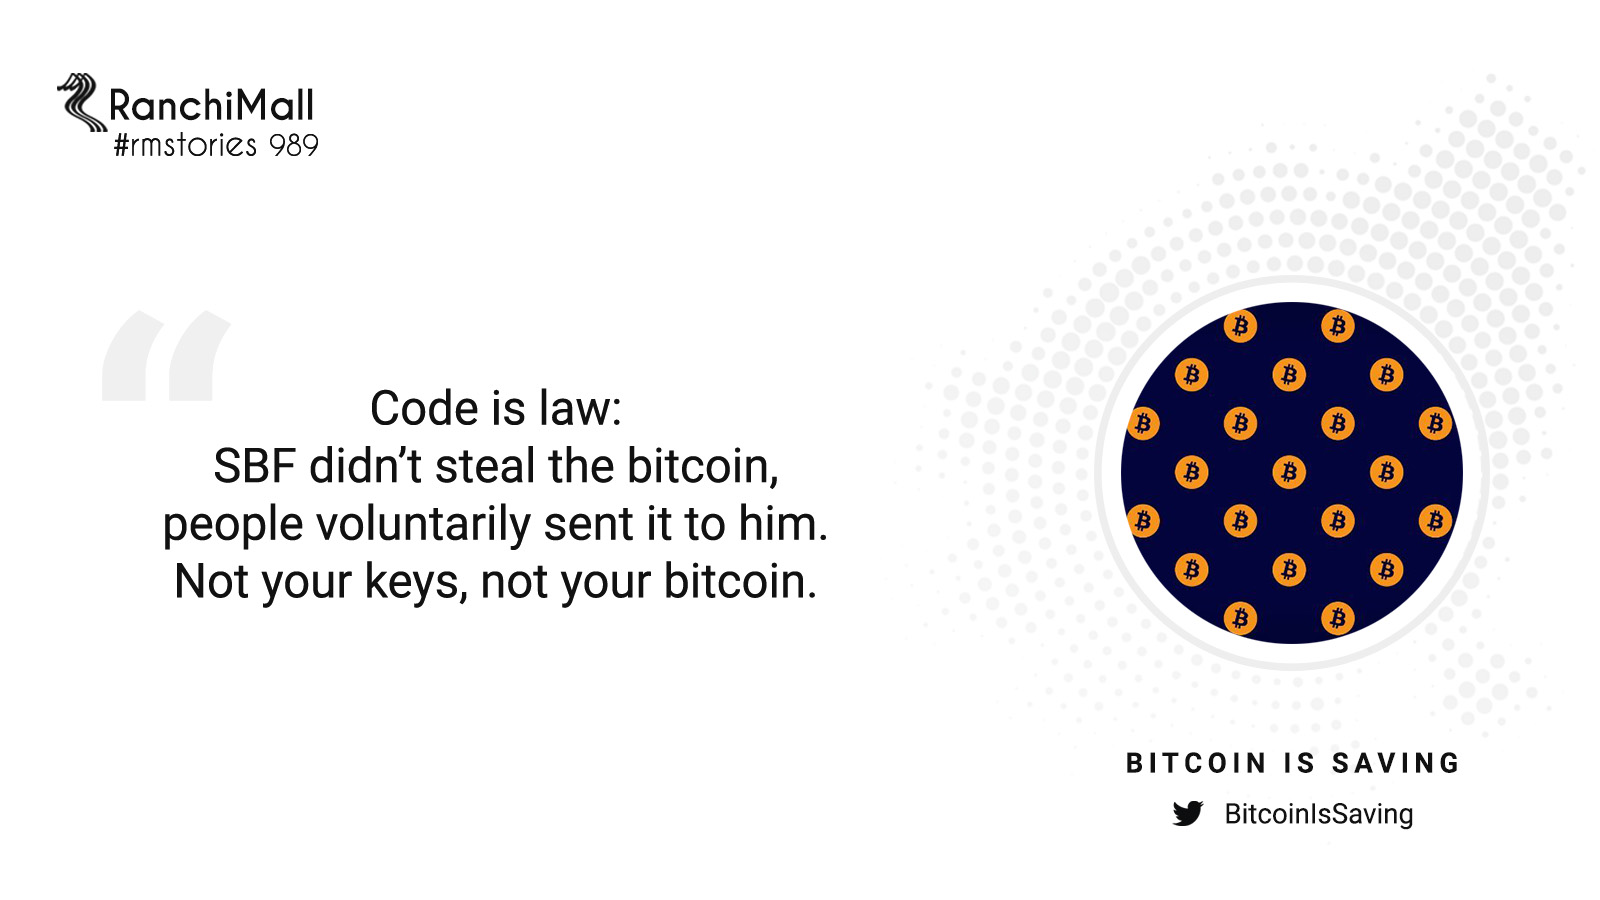 RanchiMall
#rmstories 989
“
Code is law:
SBF didn’t steal the bitcoin,
people voluntarily sent it to him.
Not your keys, not your bitcoin.
BITCOIN IS SAVING
BitcoinIsSaving